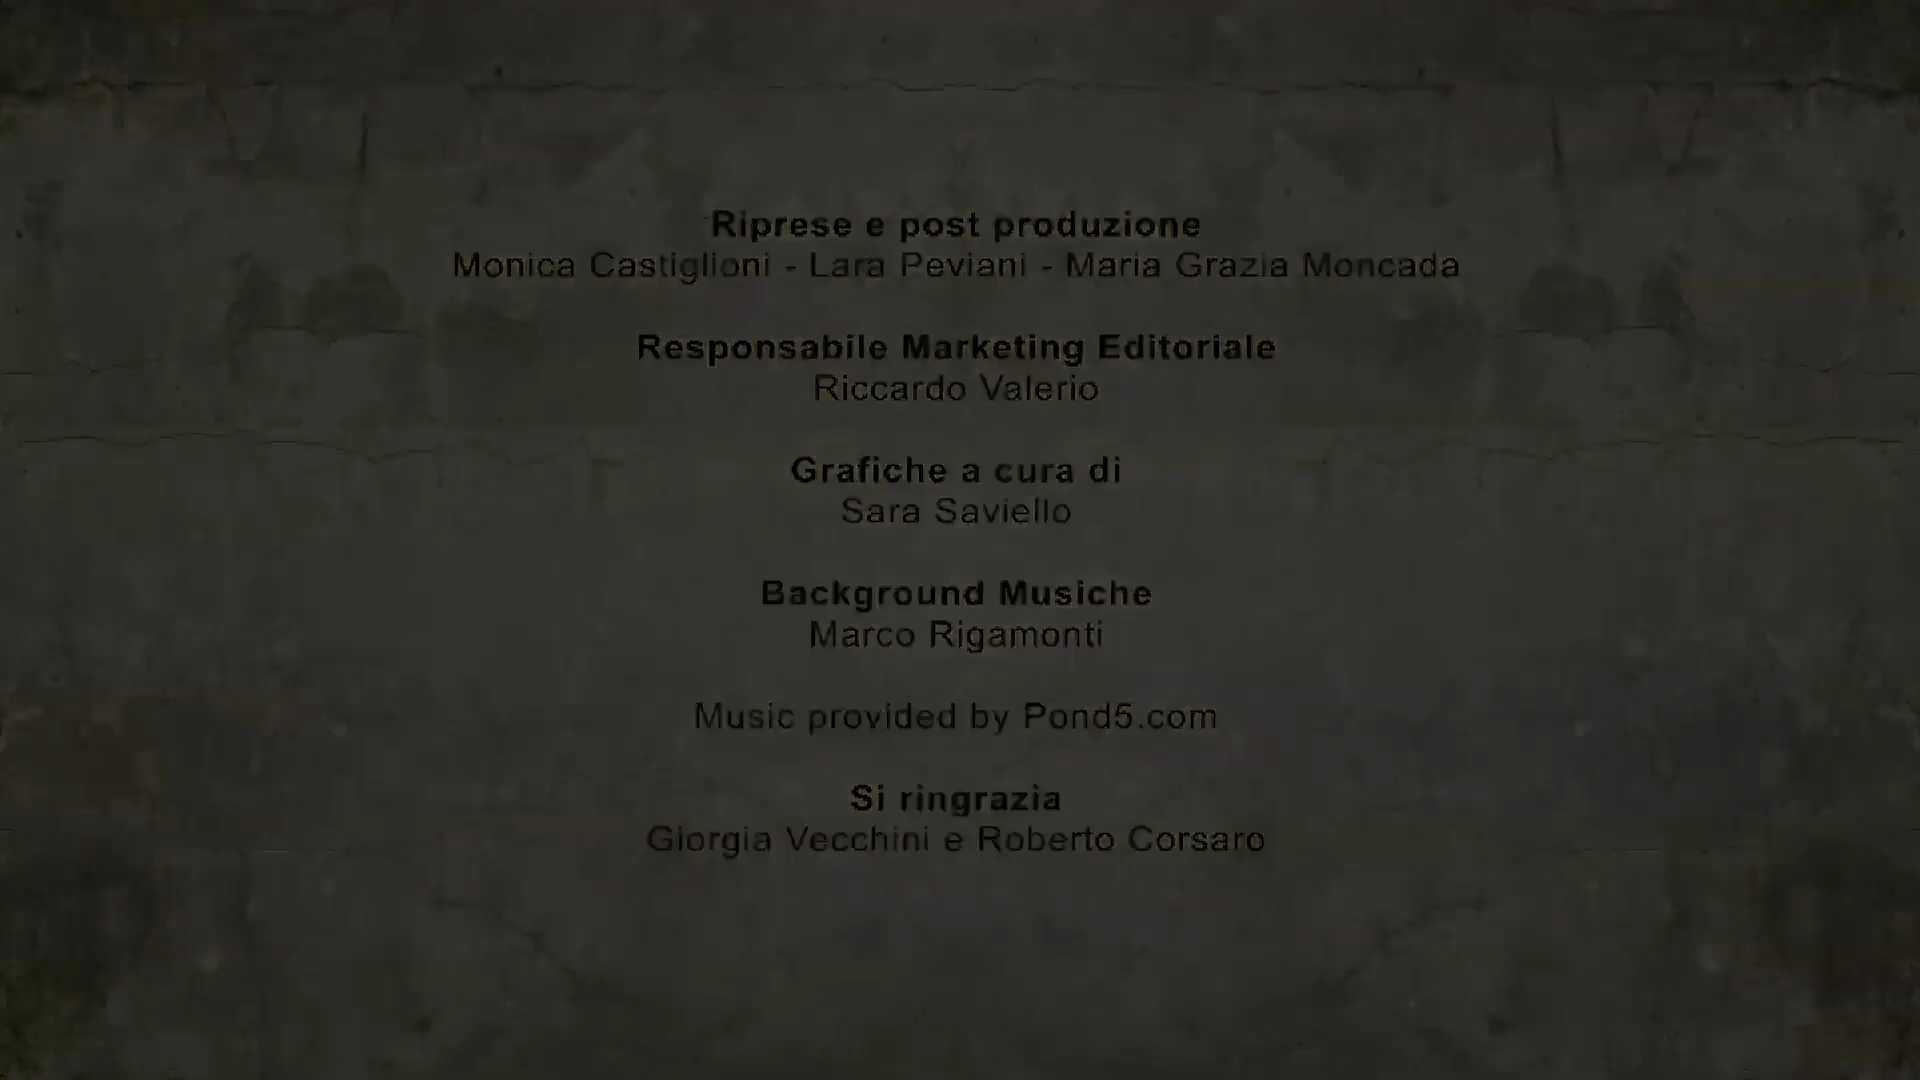 Riprese e post produzione
Monica Castiglioni - Lara Peviani - Maria Grazia Moncada
Responsabile Marketing Editoriale
Riccardo Valerio
Grafiche a cura di
Sara Saviello
Background Musiche
Marco Rigamonti
Music provided by Pond5.com
Si ringrazia
Giorgia Vecchini e Roberto Corsaro